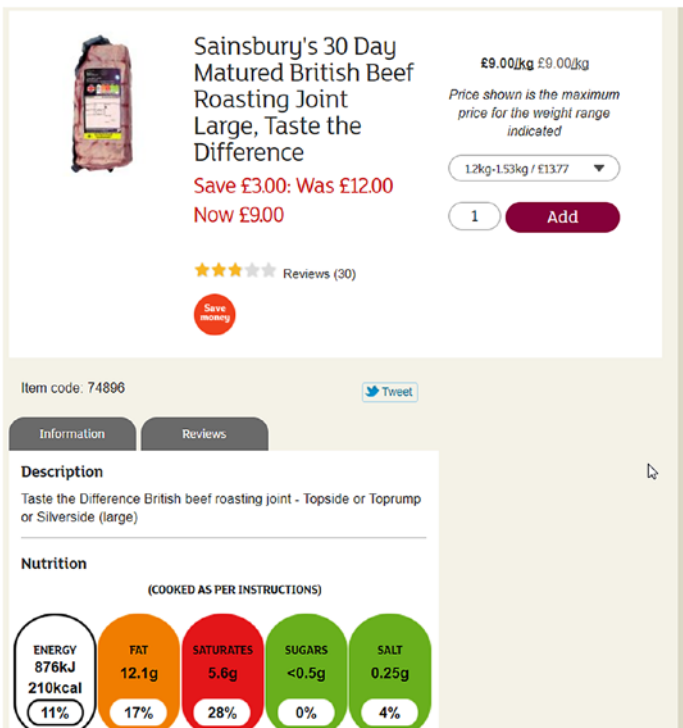 Sainsbury's 30 Day
Matured British Beef
Roasting Joint
Large, Taste the
Difference
Save £3.00: Was £12.00
Now £9.00
Reviews (30)
Save
money
£9.00/kg £9.00/kg
Price shown is the maximum
price for the weight range
indicated
1.2kg-1.53kg / £13.77
1 Add
Item code: 74896
Tweet
Information Reviews
Description
Taste the Difference British beef roasting joint - Topside or Toprump
or Silverside (large)
Nutrition
(COOKED AS PER INSTRUCTIONS)
ENERGY FAT SATURATES SUGARS SALT
876kJ 12.1g 5.6g <0.5g 0.25g
210kcal
11% 17% 28% 0% 4%